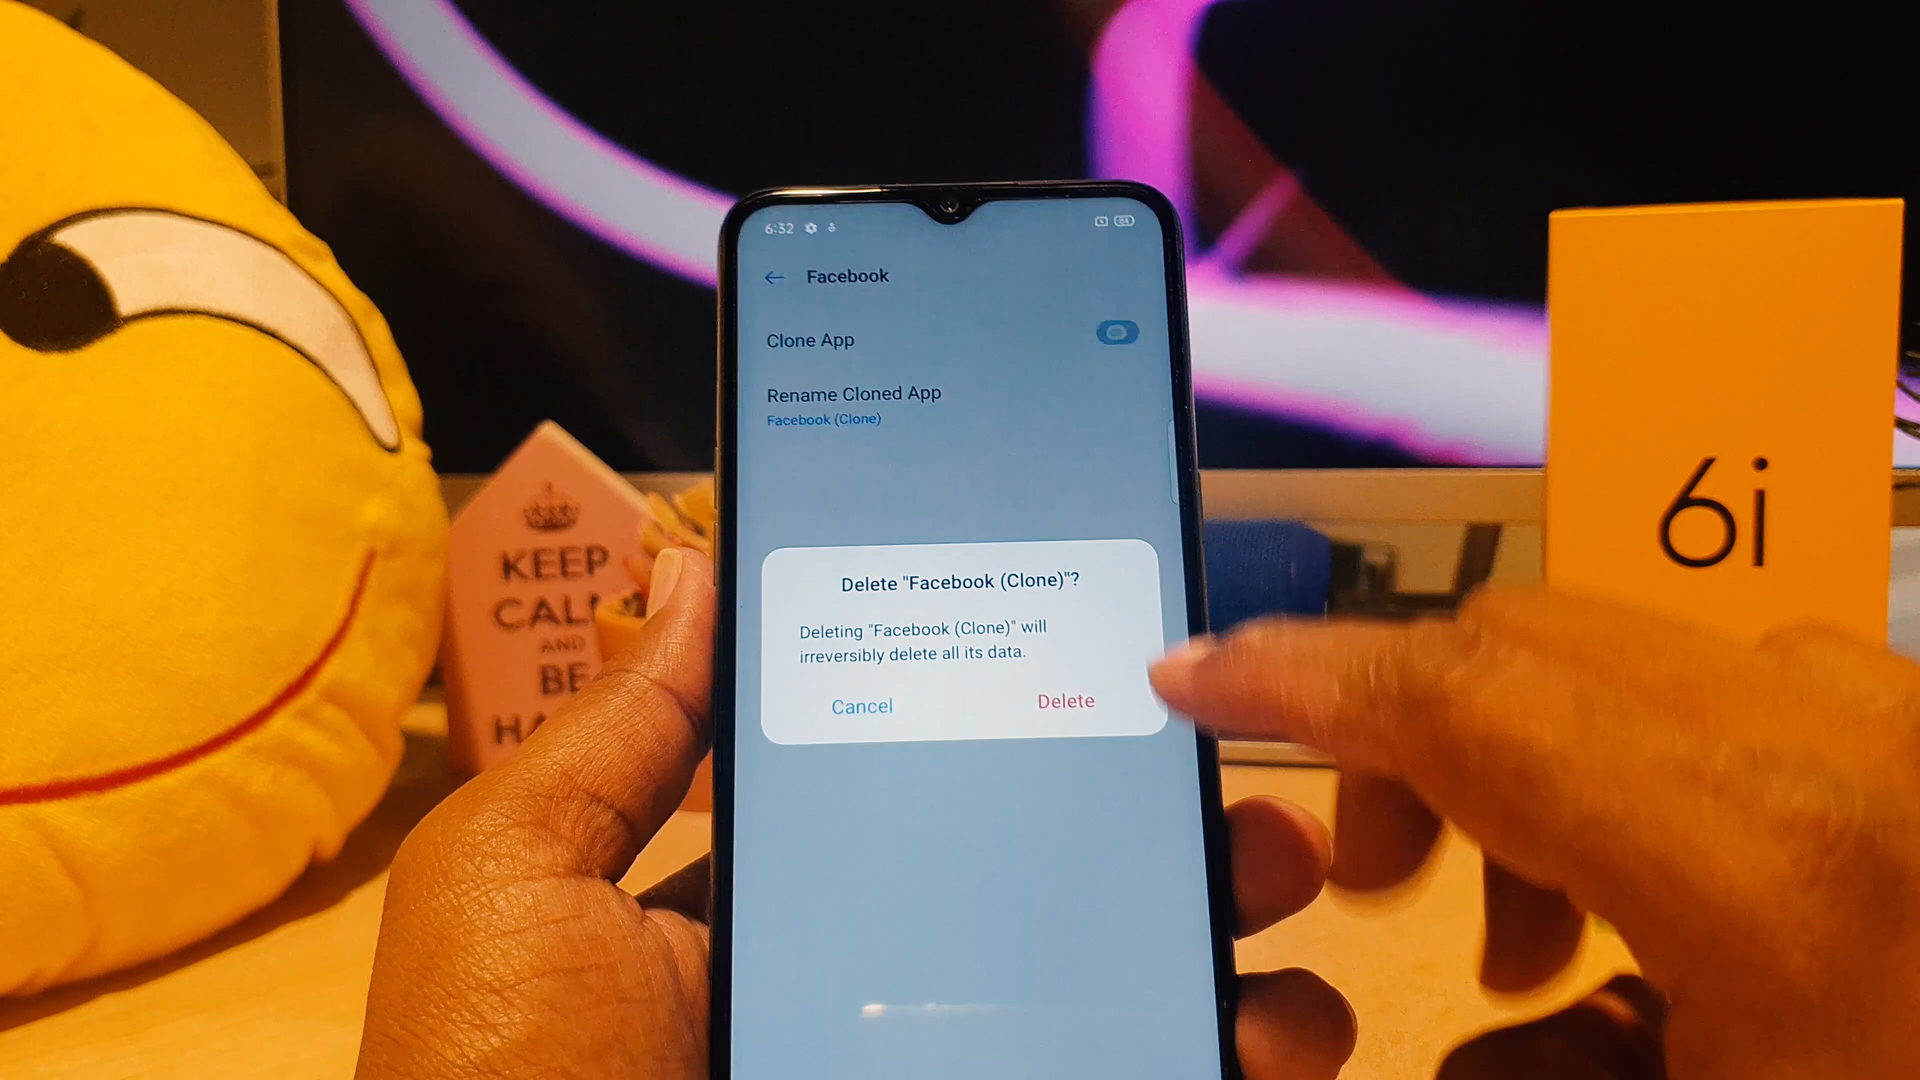 6:32
Facebook
Clone App
Rename Cloned App
Facebook (Clone)
Delete "Facebook (Clone)"?
Deleting "Facebook (Clone)" will
irreversibly delete all its data.
Cancel
Delete
KEEP
CAL
AND
BE
HA
6i